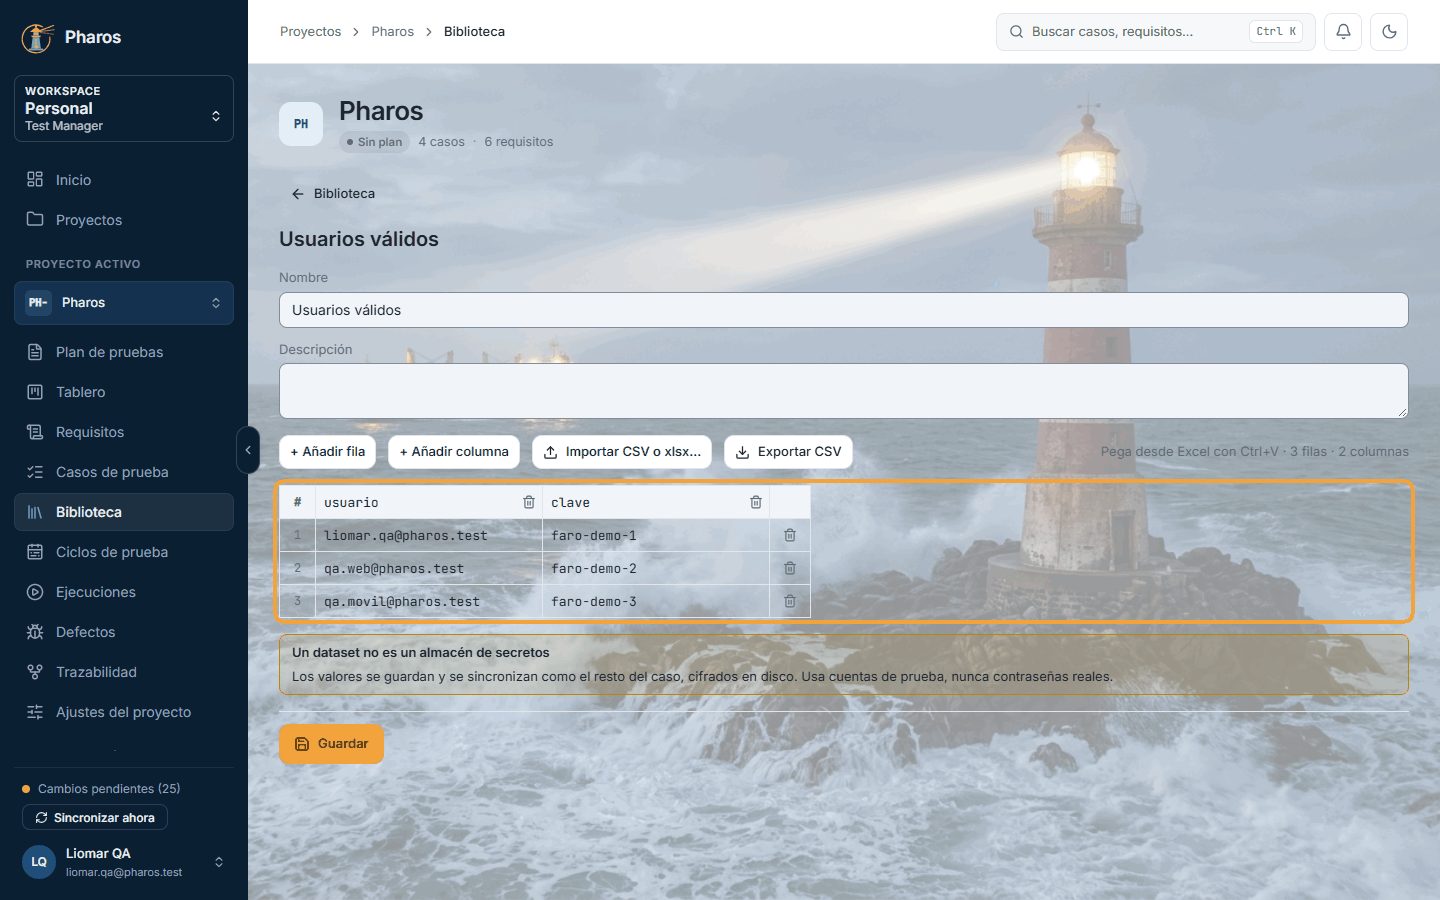 Pharos
Proyectos > Pharos > Biblioteca
Buscar casos, requisitos...
Ctrl K
WORKSPACE
Personal
Test Manager
Inicio
Proyectos
PROYECTO ACTIVO
PH- Pharos
Plan de pruebas
Tablero
Requisitos
Casos de prueba
Biblioteca
Ciclos de prueba
Ejecuciones
Defectos
Trazabilidad
Ajustes del proyecto
Cambios pendientes (25)
Sincronizar ahora
LQ
Liomar QA
liomar.qa@pharos.test
PH
Pharos
Sin plan 4 casos · 6 requisitos
Biblioteca
Usuarios válidos
Nombre
Usuarios válidos
Descripción
+ Añadir fila
+ Añadir columna
Importar CSV o xlsx...
Exportar CSV
Pega desde Excel con Ctrl+V · 3 filas · 2 columnas
# usuario clave
1 liomar.qa@pharos.test faro-demo-1
2 qa.web@pharos.test faro-demo-2
3 qa.movil@pharos.test faro-demo-3
Un dataset no es un almacén de secretos
Los valores se guardan y se sincronizan como el resto del caso, cifrados en disco. Usa cuentas de prueba, nunca contraseñas reales.
Guardar